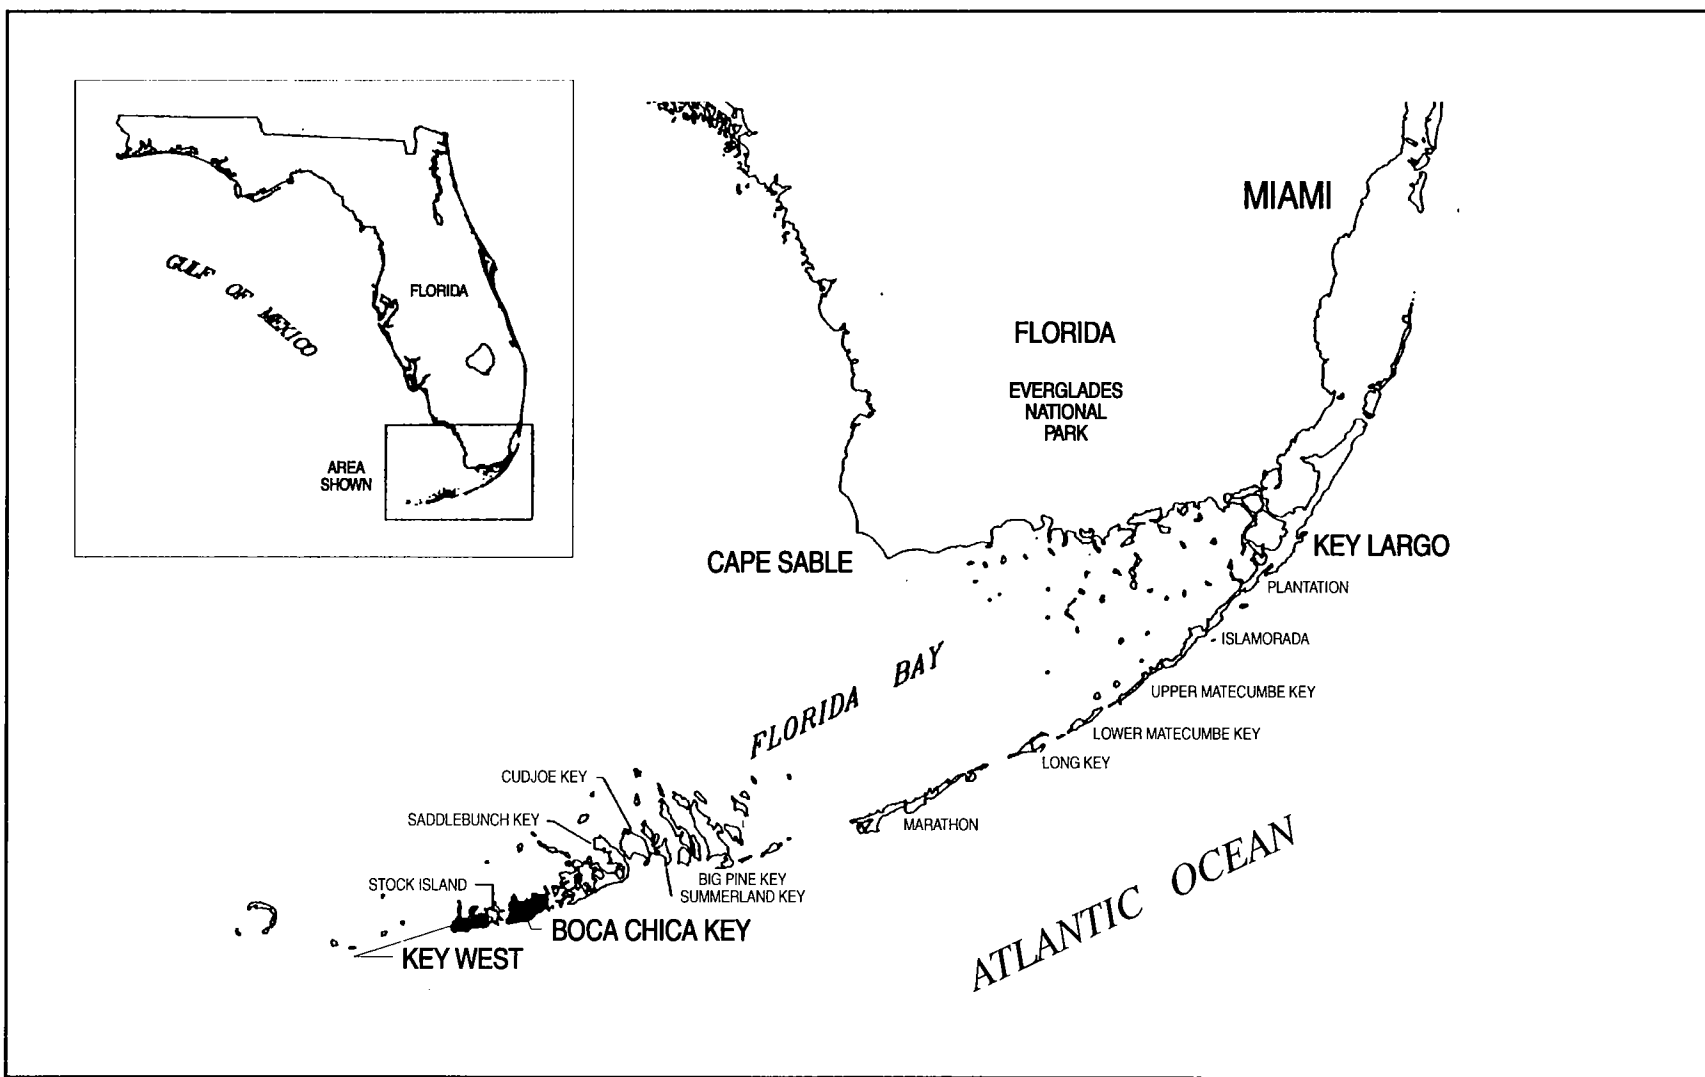 GULF OF MEXICO
FLORIDA
AREA
SHOWN
MIAMI
FLORIDA
EVERGLADES
NATIONAL
PARK
CAPE SABLE
KEY LARGO
PLANTATION
ISLAMORADA
FLORIDA BAY
UPPER MATECUMBE KEY
LOWER MATECUMBE KEY
LONG KEY
CUDJOE KEY
SADDLEBUNCH KEY
MARATHON
STOCK ISLAND
BIG PINE KEY
SUMMERLAND KEY
BOCA CHICA KEY
KEY WEST
ATLANTIC OCEAN